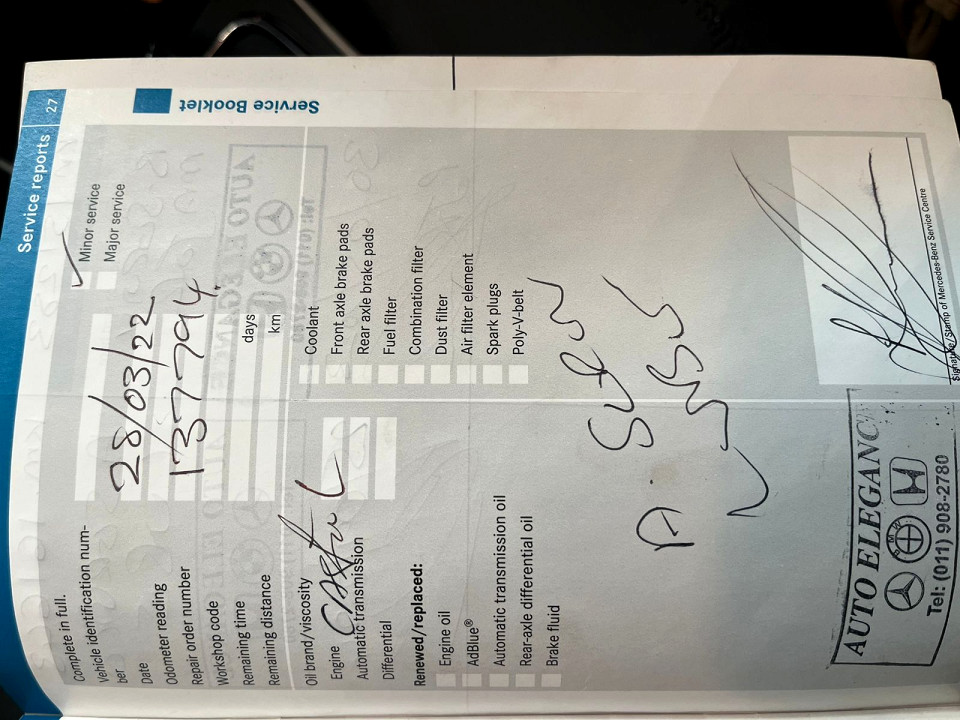 Service reports 27
Service Booklet
Complete in full.
Minor service
Major service
Vehicle identification num-
ber
Date 28/03/22
Odometer reading 137794
Repair order number
Workshop code
Remaining time days
Remaining distance km
Oil brand/viscosity
Engine
Automatic transmission
Differential
Renewed/replaced:
Engine oil
AdBlue®
Automatic transmission oil
Rear-axle differential oil
Brake fluid
Coolant
Front axle brake pads
Rear axle brake pads
Fuel filter
Combination filter
Dust filter
Air filter element
Spark plugs
Poly-V-belt
AUTO ELEGANC
Tel: (011) 908-2780
Signature/Stamp of Mercedes-Benz Service Centre